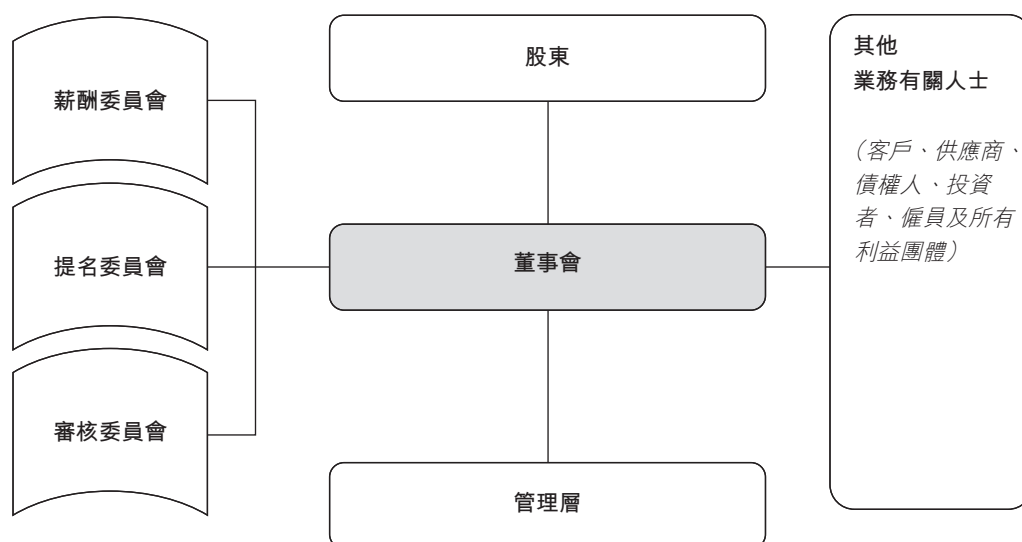 薪酬委員會
提名委員會
審核委員會
股東
董事會
管理層
其他
業務有關人士
（客戶、供應商、
債權人、投資
者、僱員及所有
利益團體）